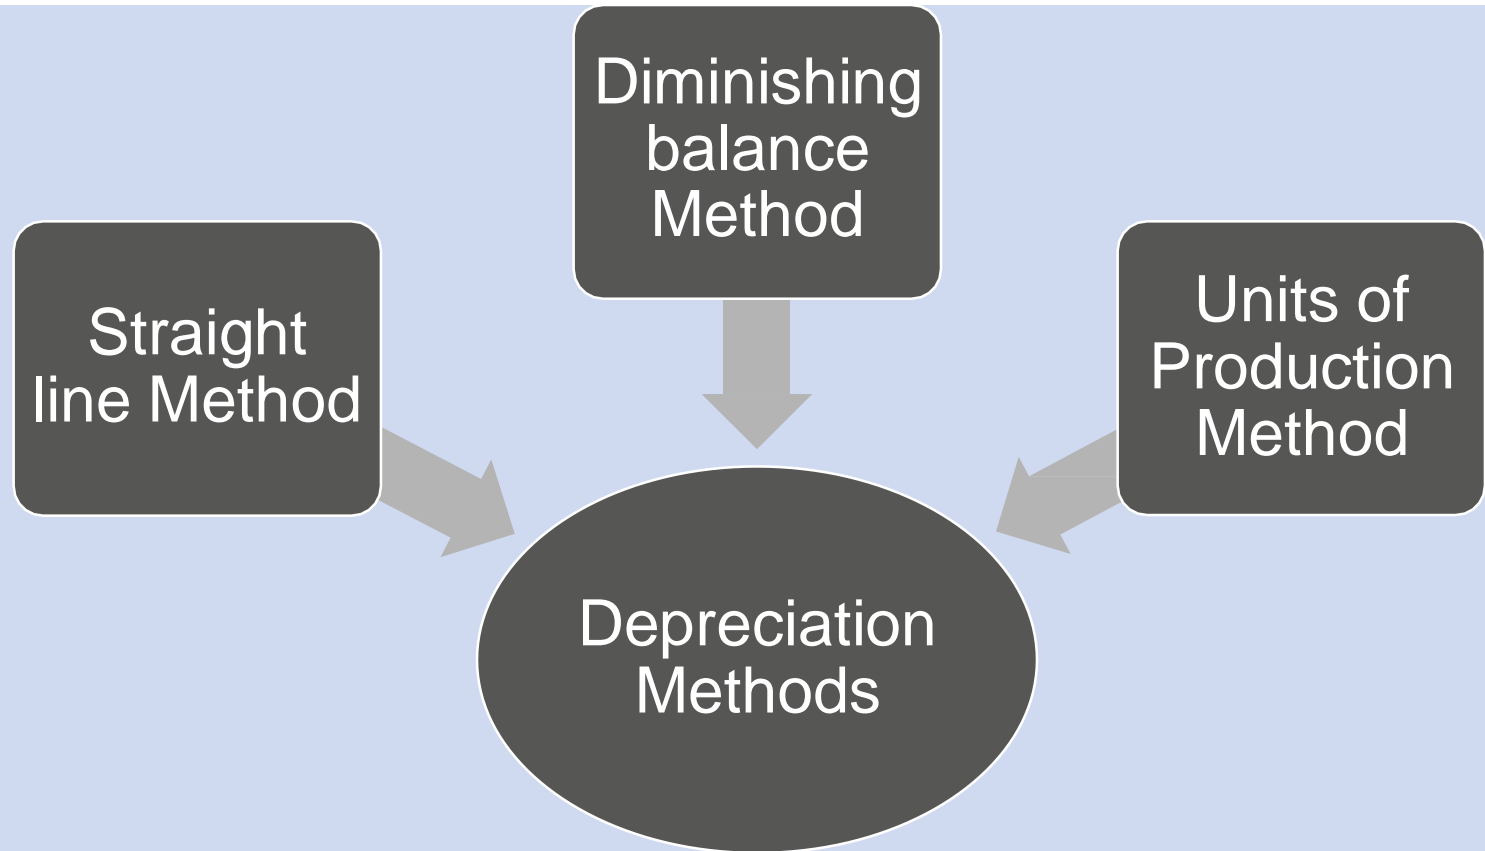 Diminishing
balance
Method
Straight
line Method
Units of
Production
Method
Depreciation
Methods